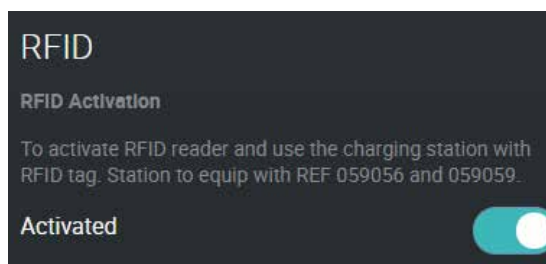 RFID
RFID Activation
To activate RFID reader and use the charging station with
RFID tag. Station to equip with REF 059056 and 059059.
Activated